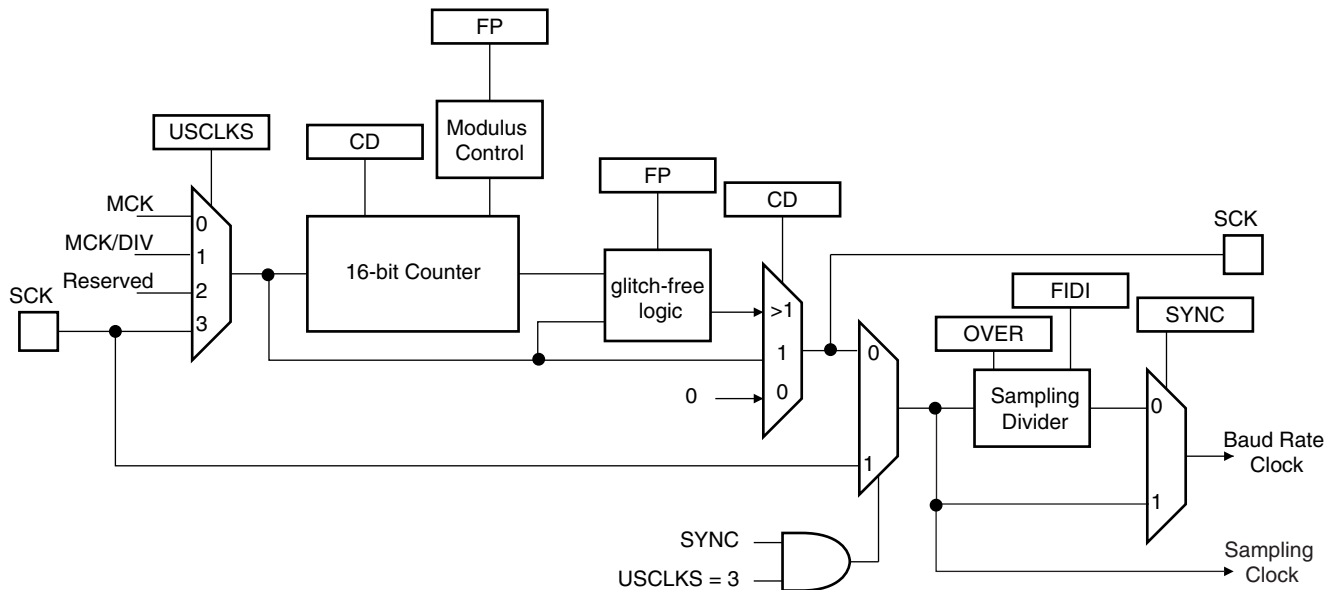 FP
USCLKS
CD
Modulus
Control
FP
CD
MCK
0
MCK/DIV
1
Reserved
2
SCK
3
16-bit Counter
glitch-free
logic
>1
1
0
0
SCK
FIDI
OVER
SYNC
0
1
Sampling
Divider
0
1
Baud Rate
Clock
SYNC
USCLKS = 3
Sampling
Clock